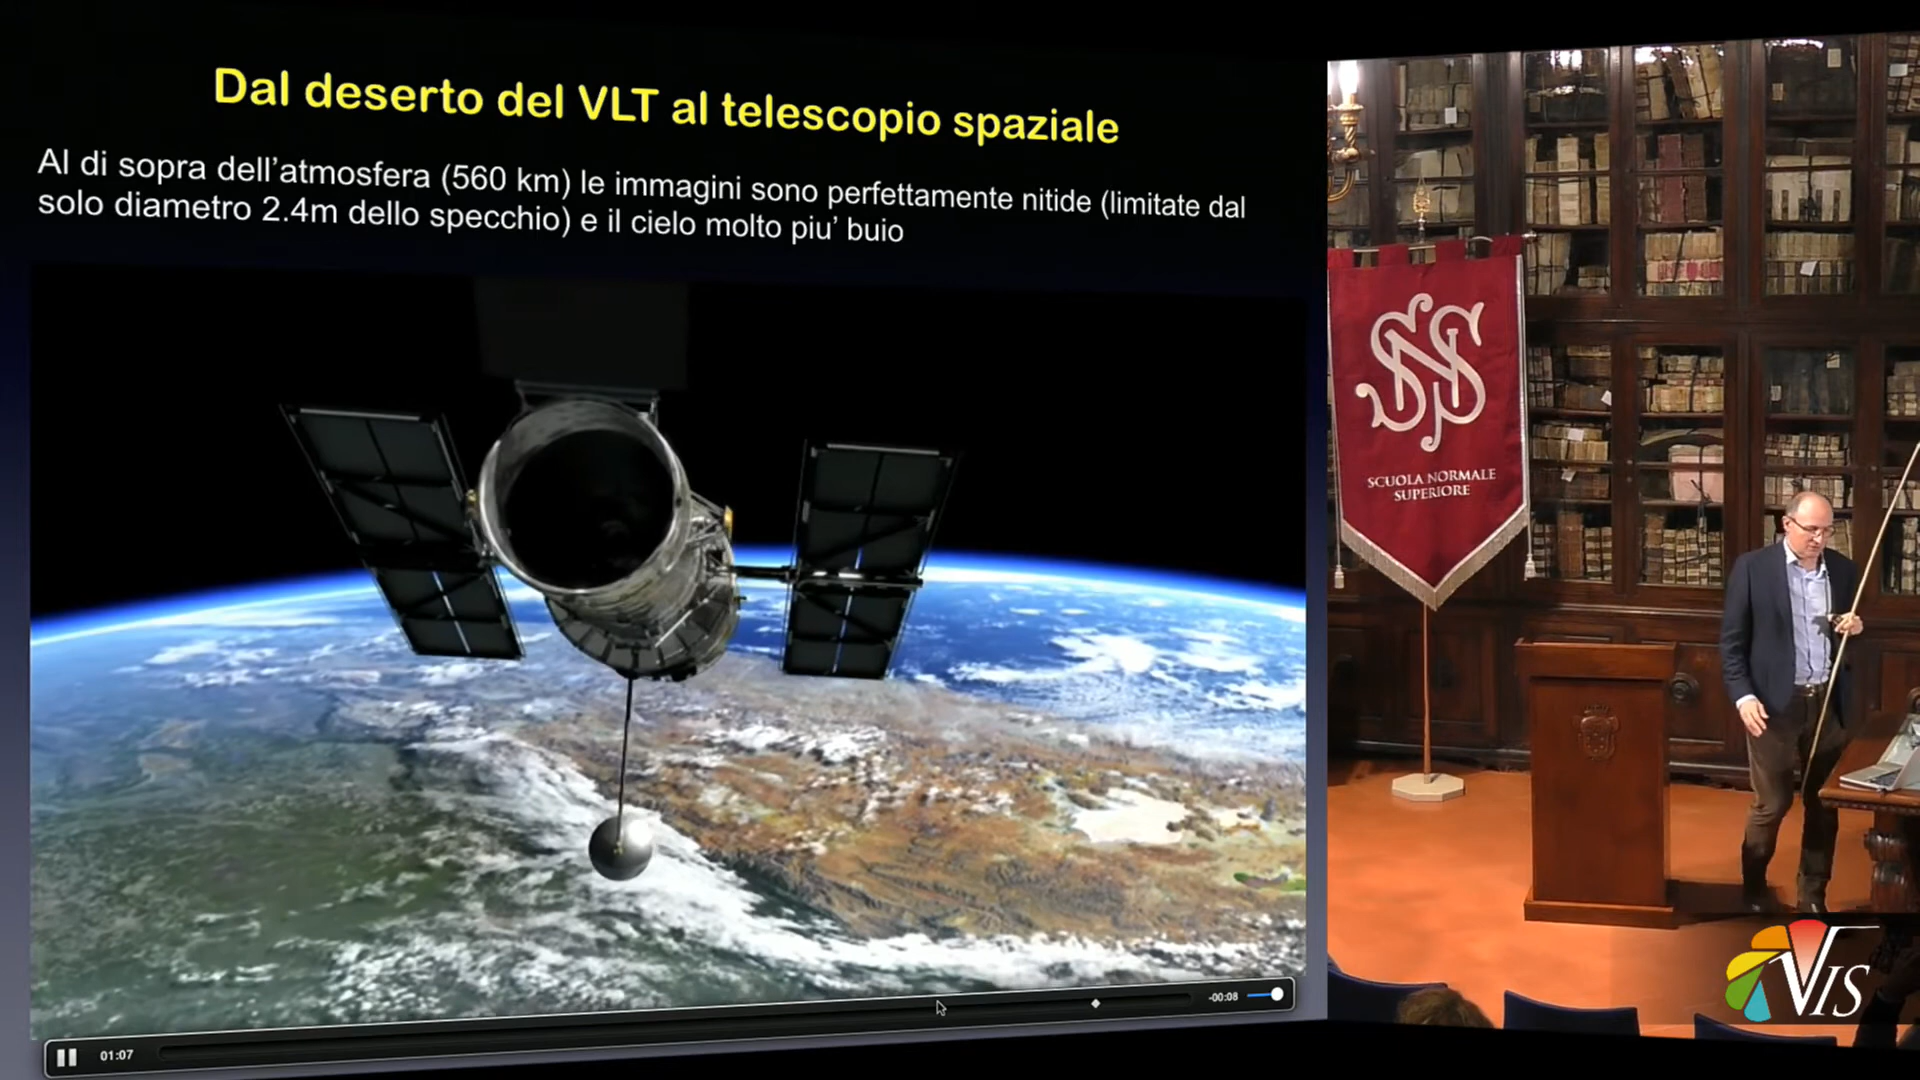 Dal deserto del VLT al telescopio spaziale
Al di sopra dell'atmosfera (560 km) le immagini sono perfettamente nitide (limitate dal
solo diametro 2.4m dello specchio) e il cielo molto piu' buio
SNS
SCUOLA NORMALE
SUPERIORE
01:07
-00:08
VIS